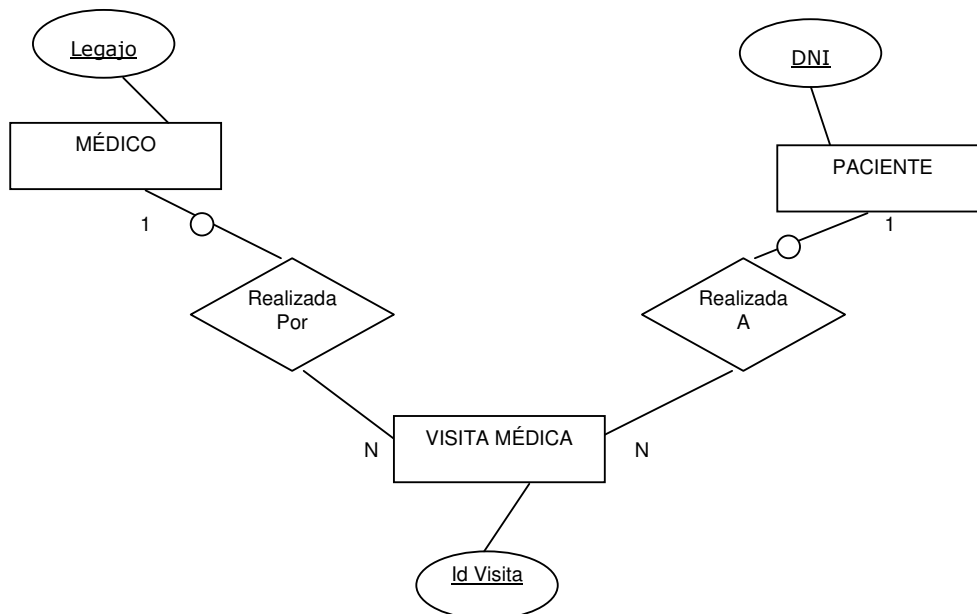 Legajo
DNI
MÉDICO
PACIENTE
1
1
Realizada
Por
Realizada
A
N
VISITA MÉDICA
N
Id Visita